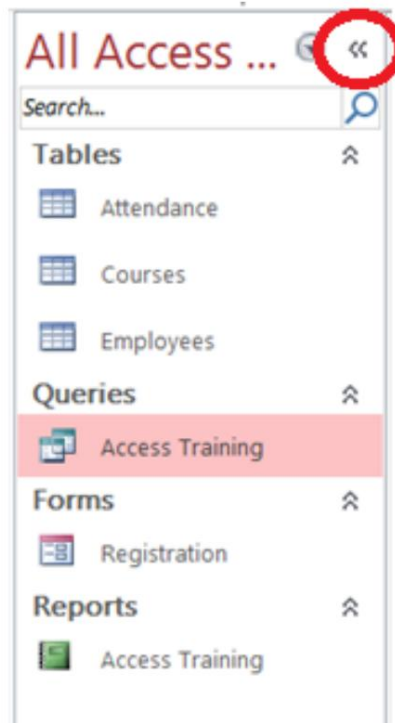 All Access ... «
Search...
Tables
Attendance
Courses
Employees
Queries
Access Training
Forms
Registration
Reports
Access Training